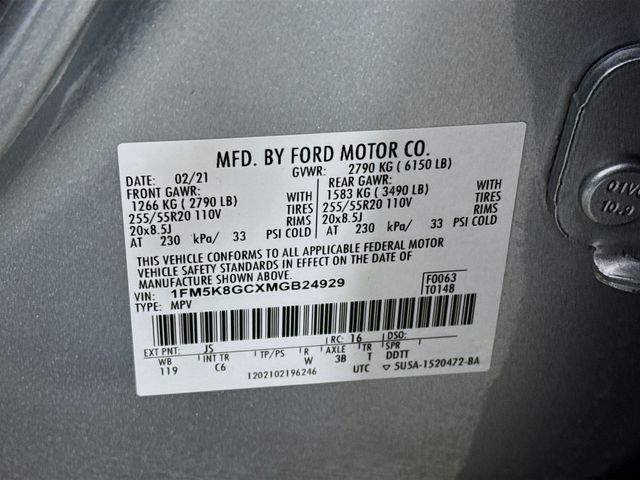 MFD. BY FORD MOTOR CO.
DATE: 02/21 GVWR: 2790 KG ( 6150 LB)
FRONT GAWR: REAR GAWR:
1266 KG ( 2790 LB) WITH 1583 KG ( 3490 LB) WITH
255/55R20 110V TIRES 255/55R20 110V TIRES
20x8.5J RIMS 20x8.5J RIMS
AT 230 kPa/ 33 PSI COLD AT 230 kPa/ 33 PSI COLD
THIS VEHICLE CONFORMS TO ALL APPLICABLE FEDERAL MOTOR
VEHICLE SAFETY STANDARDS IN EFFECT ON THE DATE OF
MANUFACTURE SHOWN ABOVE.
VIN: 1FM5K8GCXMGB24929 F0063
TYPE: MPV T0148
EXT PNT: JS RC: 16 DSO:
WB INT TR TP/PS R AXLE TR SPR
119 C6 W 3B T DDTT
1202102196246 UTC ▽ 5U5A-1520472-BA
10.9